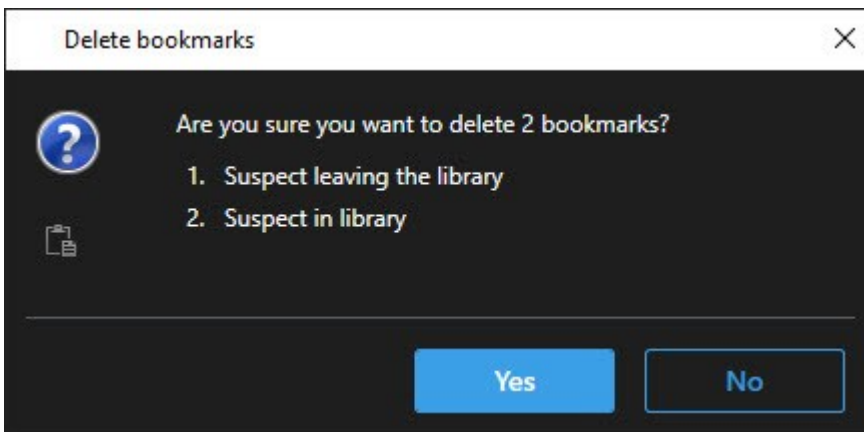 Delete bookmarks
Are you sure you want to delete 2 bookmarks?
1. Suspect leaving the library
2. Suspect in library
Yes
No